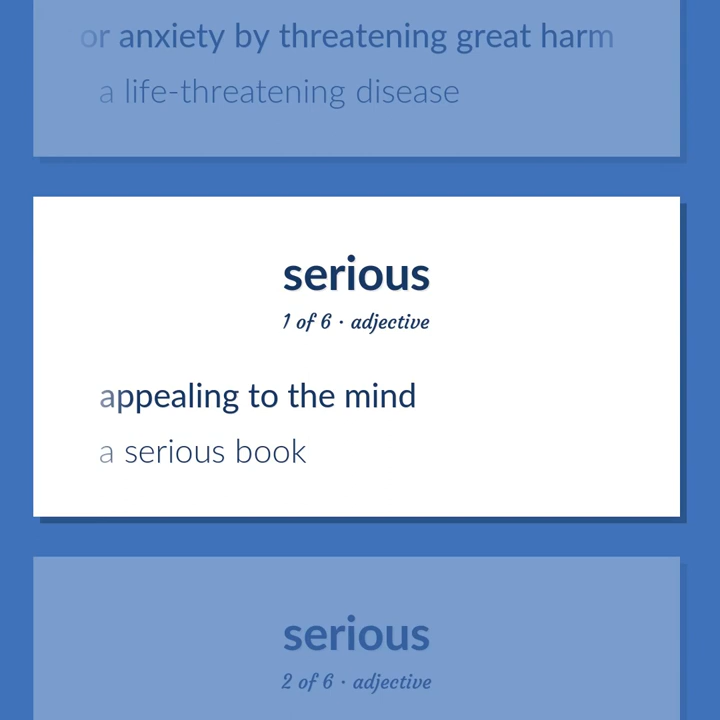 or anxiety by threatening great harm
a life-threatening disease
serious
1 of 6 · adjective
appealing to the mind
a serious book
serious
2 of 6 · adjective